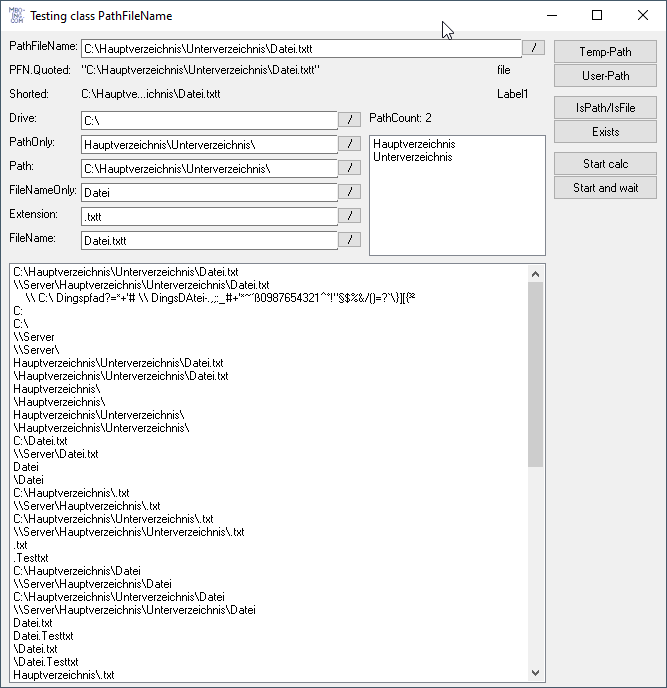 Testing class PathFileName
PathFileName: C:\Hauptverzeichnis\Unterverzeichnis\Datei.txtt /
PFN.Quoted: "C:\Hauptverzeichnis\Unterverzeichnis\Datei.txtt" file
Shorted: C:\Hauptve...ichnis\Datei.txtt Label1
Drive: C:\ / PathCount: 2
PathOnly: Hauptverzeichnis\Unterverzeichnis\ /
Path: C:\Hauptverzeichnis\Unterverzeichnis\ /
FileNameOnly: Datei /
Extension: .txtt /
FileName: Datei.txtt /
Hauptverzeichnis
Unterverzeichnis
Temp-Path
User-Path
IsPath/IsFile
Exists
Start calc
Start and wait
C:\Hauptverzeichnis\Unterverzeichnis\Datei.txt
\\Server\Hauptverzeichnis\Unterverzeichnis\Datei.txt
\\ C:\ Dingspfad?=*+'# \\ DingsDAtei-.,;:_#+'*~´ß0987654321^°!"§$%&/()=?`\}][{³²
C:
C:\
\\Server
\\Server\
Hauptverzeichnis\Unterverzeichnis\Datei.txt
\Hauptverzeichnis\Unterverzeichnis\Datei.txt
Hauptverzeichnis\
\Hauptverzeichnis\
Hauptverzeichnis\Unterverzeichnis\
\Hauptverzeichnis\Unterverzeichnis\
C:\Datei.txt
\\Server\Datei.txt
Datei
\Datei
C:\Hauptverzeichnis\.txt
\\Server\Hauptverzeichnis\.txt
C:\Hauptverzeichnis\Unterverzeichnis\.txt
\\Server\Hauptverzeichnis\Unterverzeichnis\.txt
.txt
.Testtxt
C:\Hauptverzeichnis\Datei
\\Server\Hauptverzeichnis\Datei
C:\Hauptverzeichnis\Unterverzeichnis\Datei
\\Server\Hauptverzeichnis\Unterverzeichnis\Datei
Datei.txt
Datei.Testtxt
\Datei.txt
\Datei.Testtxt
Hauptverzeichnis\.txt